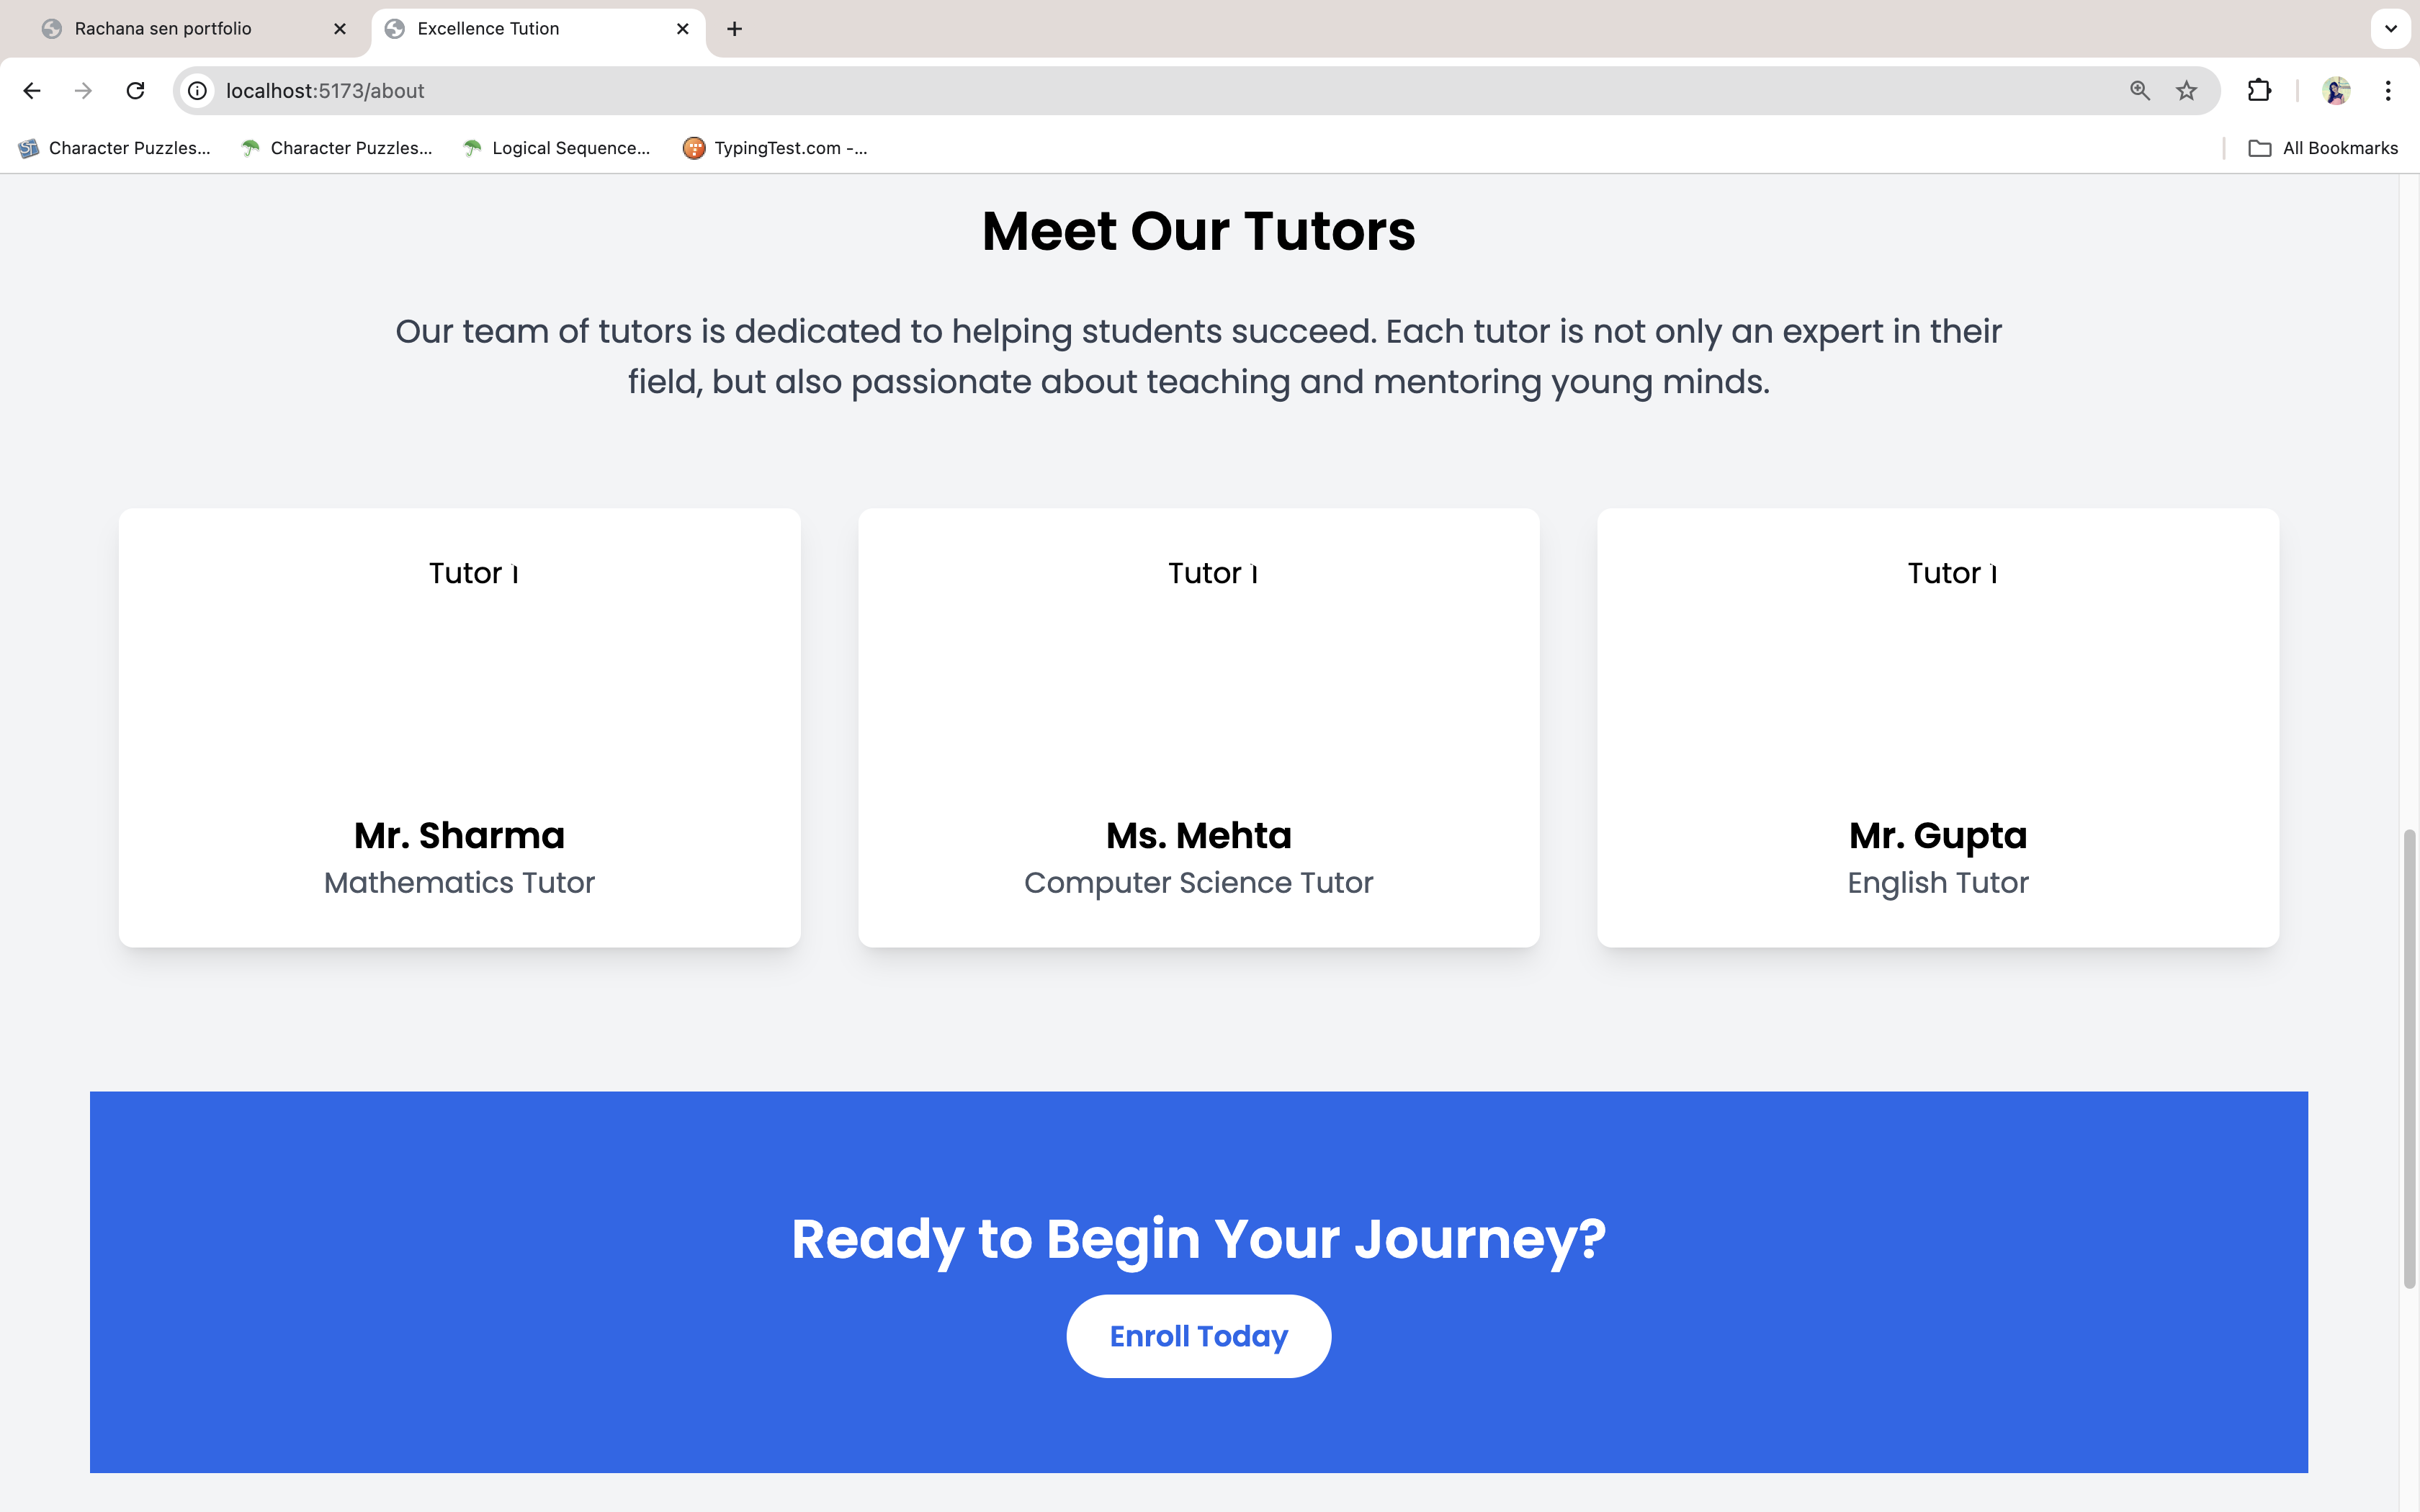 Rachana sen portfolio
Excellence Tution
localhost:5173/about
Character Puzzles...
Character Puzzles...
Logical Sequence...
TypingTest.com -...
All Bookmarks
Meet Our Tutors
Our team of tutors is dedicated to helping students succeed. Each tutor is not only an expert in their
field, but also passionate about teaching and mentoring young minds.
Tutor 1
Tutor 1
Tutor 1
Mr. Sharma
Mathematics Tutor
Ms. Mehta
Computer Science Tutor
Mr. Gupta
English Tutor
Ready to Begin Your Journey?
Enroll Today